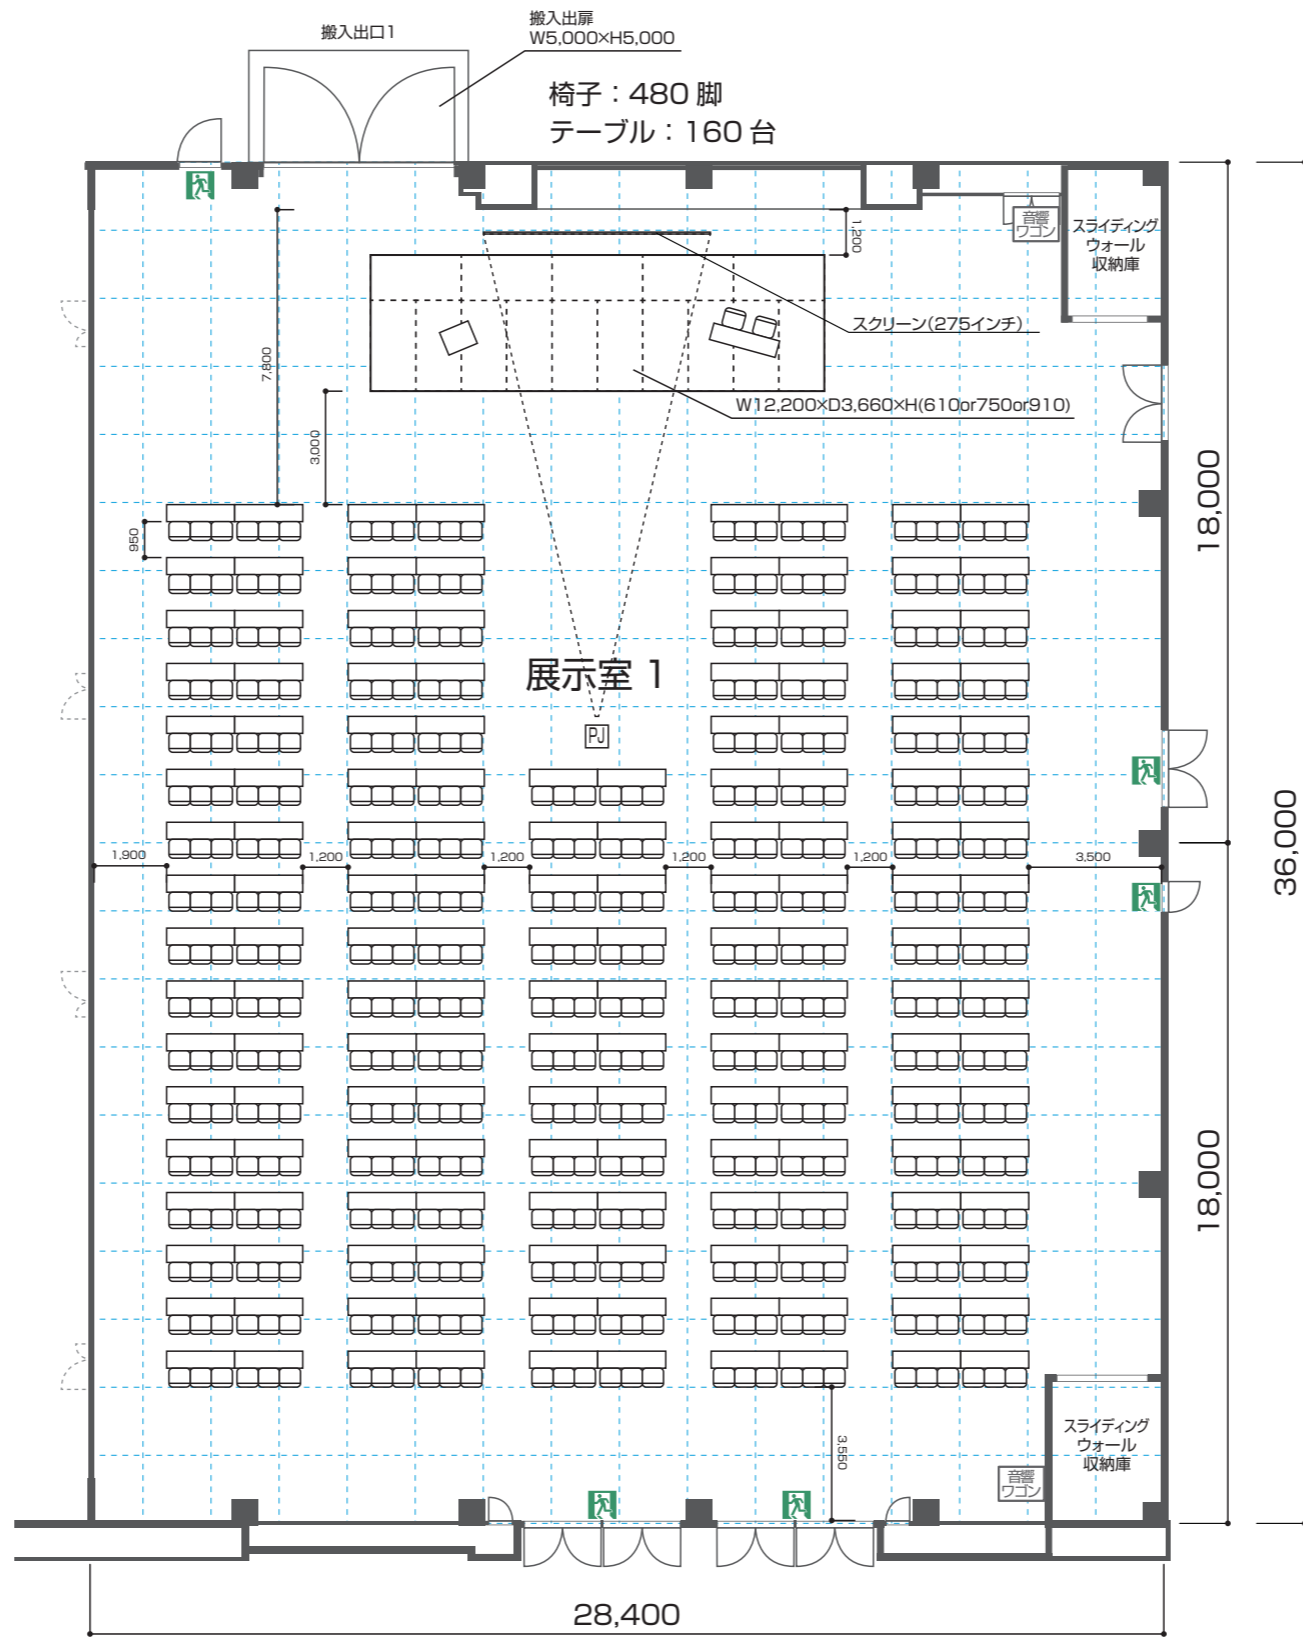 搬入出口1
搬入出扉
W5,000×H5,000
椅子：480 脚
テーブル：160 台
音響
ワゴン
スライディング
ウォール
収納庫
1,200
スクリーン(275インチ)
7,800
W12,200×D3,660×H(610or750or910)
3,000
950
18,000
展示室 1
PJ
36,000
1,900
1,200
1,200
1,200
1,200
3,500
18,000
3,550
スライディング
ウォール
収納庫
音響
ワゴン
28,400